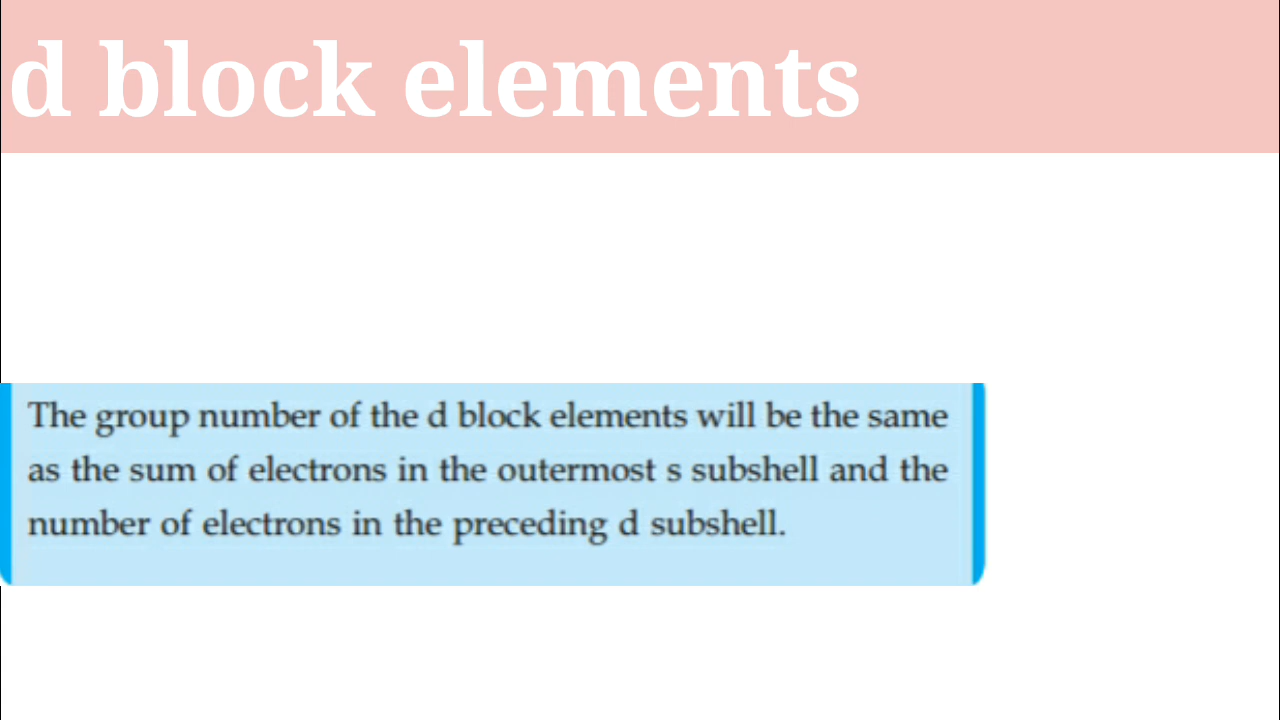 d block elements
The group number of the d block elements will be the same
as the sum of electrons in the outermost s subshell and the
number of electrons in the preceding d subshell.